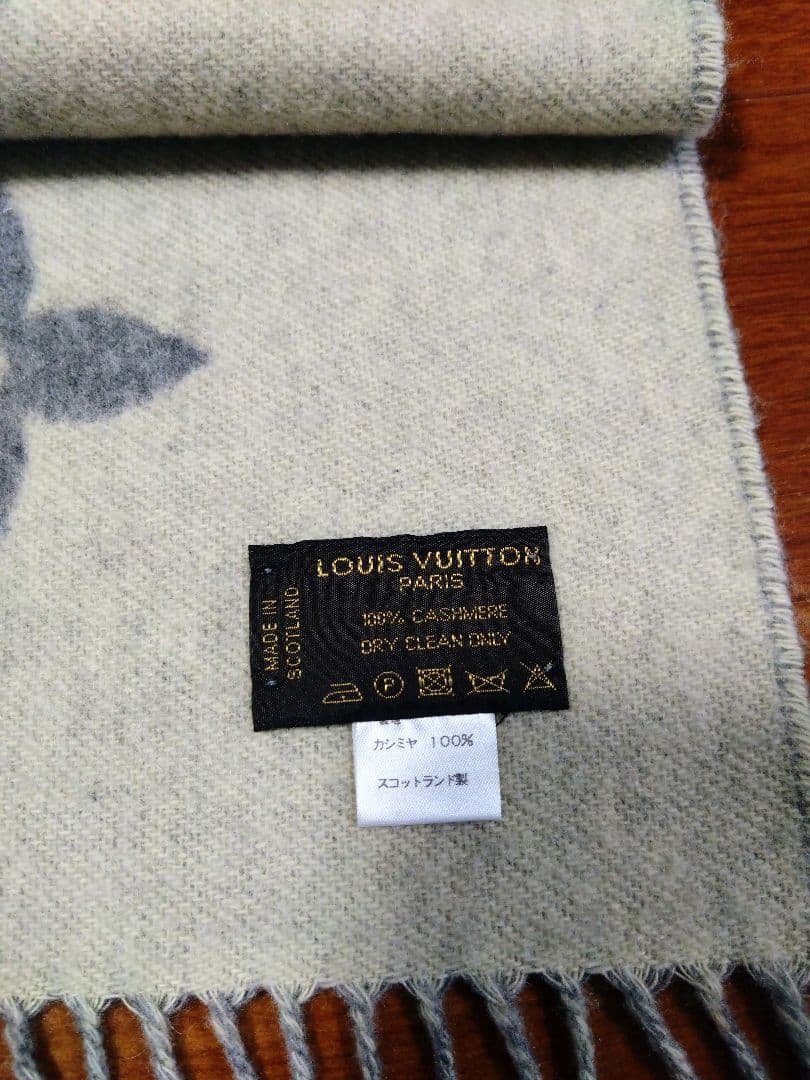 LOUIS VUITTON
PARIS
100% CASHMERE
DRY CLEAN ONLY
MADE IN
SCOTLAND
P
カシミヤ 100%
スコットランド製